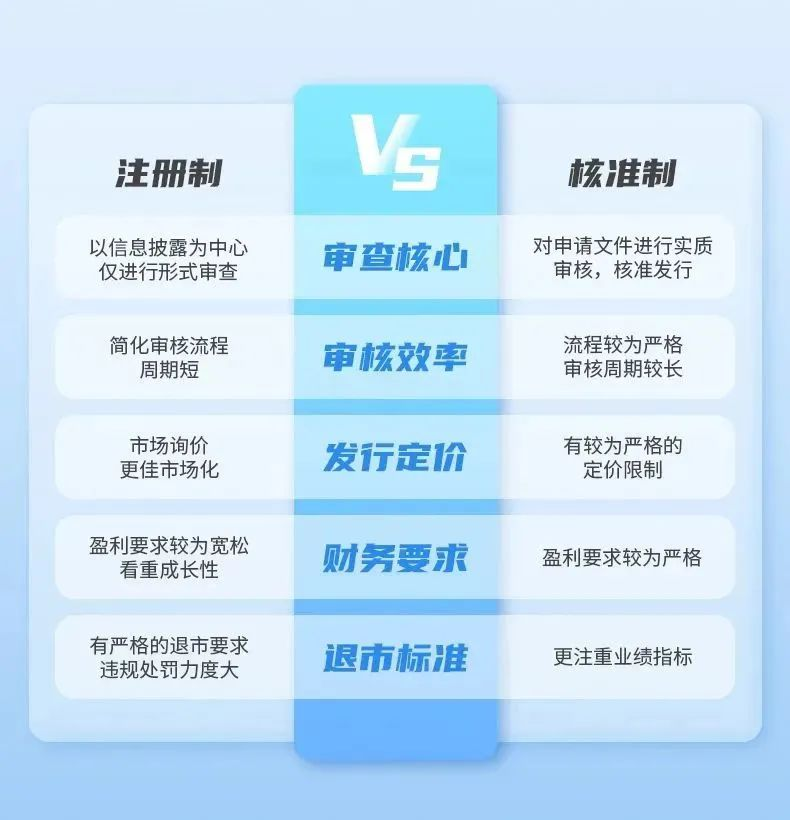 注册制
VS
核准制
以信息披露为中心
仅进行形式审查
审查核心
对申请文件进行实质
审核，核准发行
简化审核流程
周期短
审核效率
流程较为严格
审核周期较长
市场询价
更佳市场化
发行定价
有较为严格的
定价限制
盈利要求较为宽松
看重成长性
财务要求
盈利要求较为严格
有严格的退市要求
违规处罚力度大
退市标准
更注重业绩指标